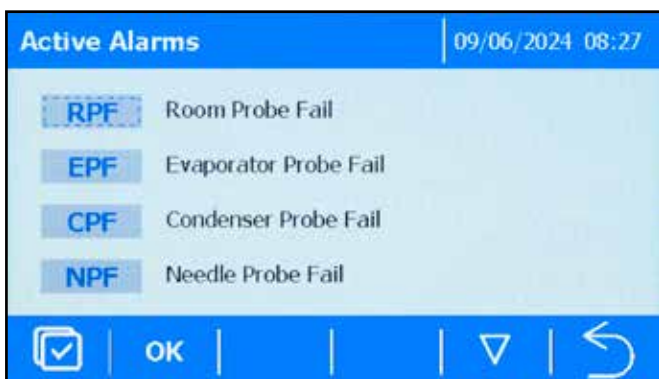 Active Alarms 09/06/2024 08:27
RPF Room Probe Fail
EPF Evaporator Probe Fail
CPF Condenser Probe Fail
NPF Needle Probe Fail
OK